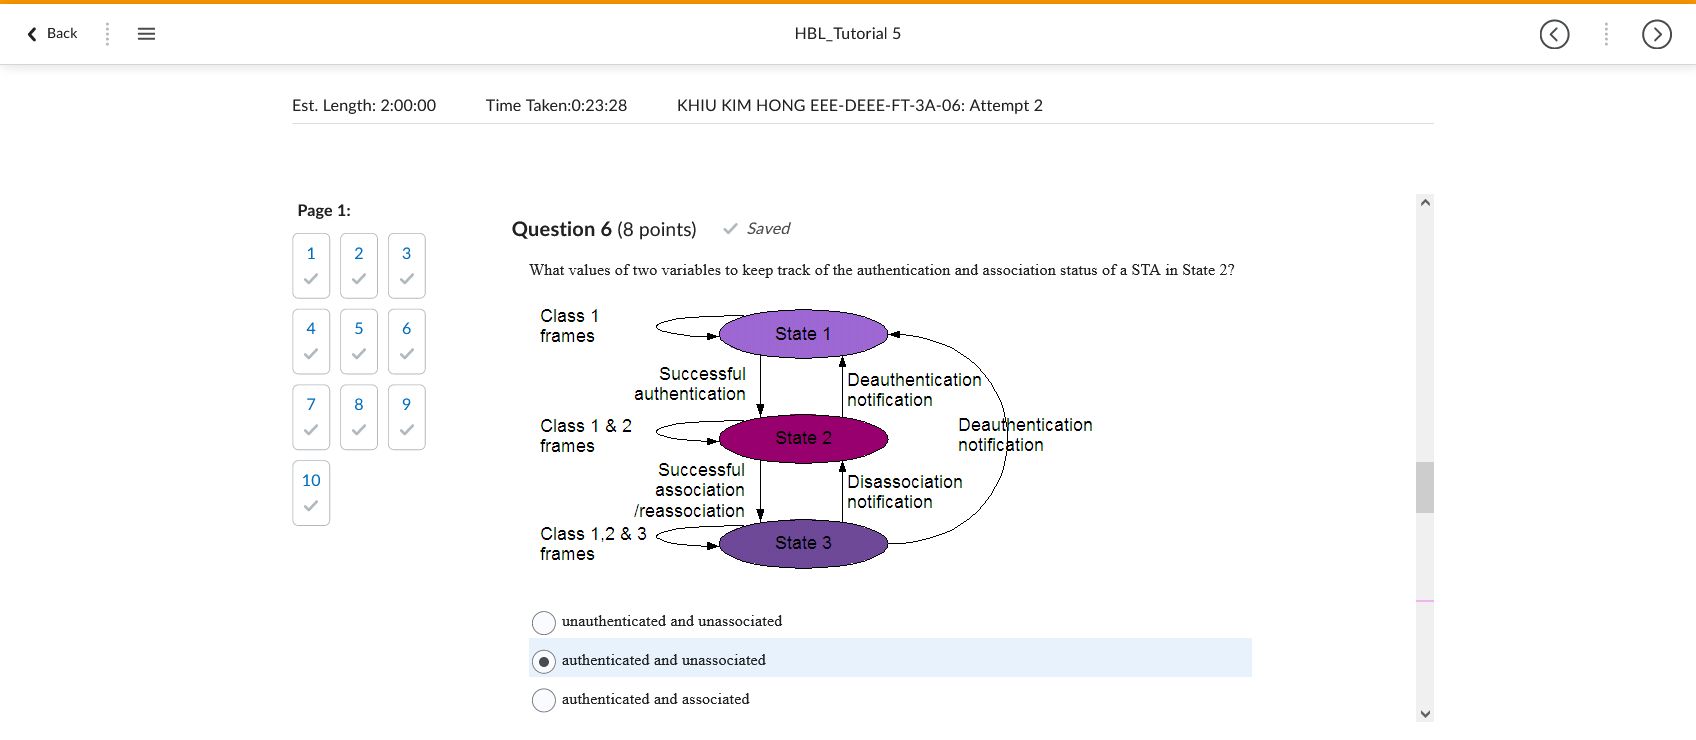 Back
HBL_Tutorial 5
Est. Length: 2:00:00 Time Taken:0:23:28 KHIU KIM HONG EEE-DEEE-FT-3A-06: Attempt 2
Page 1:
1 2 3
4 5 6
7 8 9
10
Question 6 (8 points) Saved
What values of two variables to keep track of the authentication and association status of a STA in State 2?
Class 1
frames
State 1
Successful
authentication
Deauthentication
notification
Class 1 & 2
frames
State 2
Deauthentication
notification
Successful
association
/reassociation
Disassociation
notification
Class 1,2 & 3
frames
State 3
unauthenticated and unassociated
authenticated and unassociated
authenticated and associated